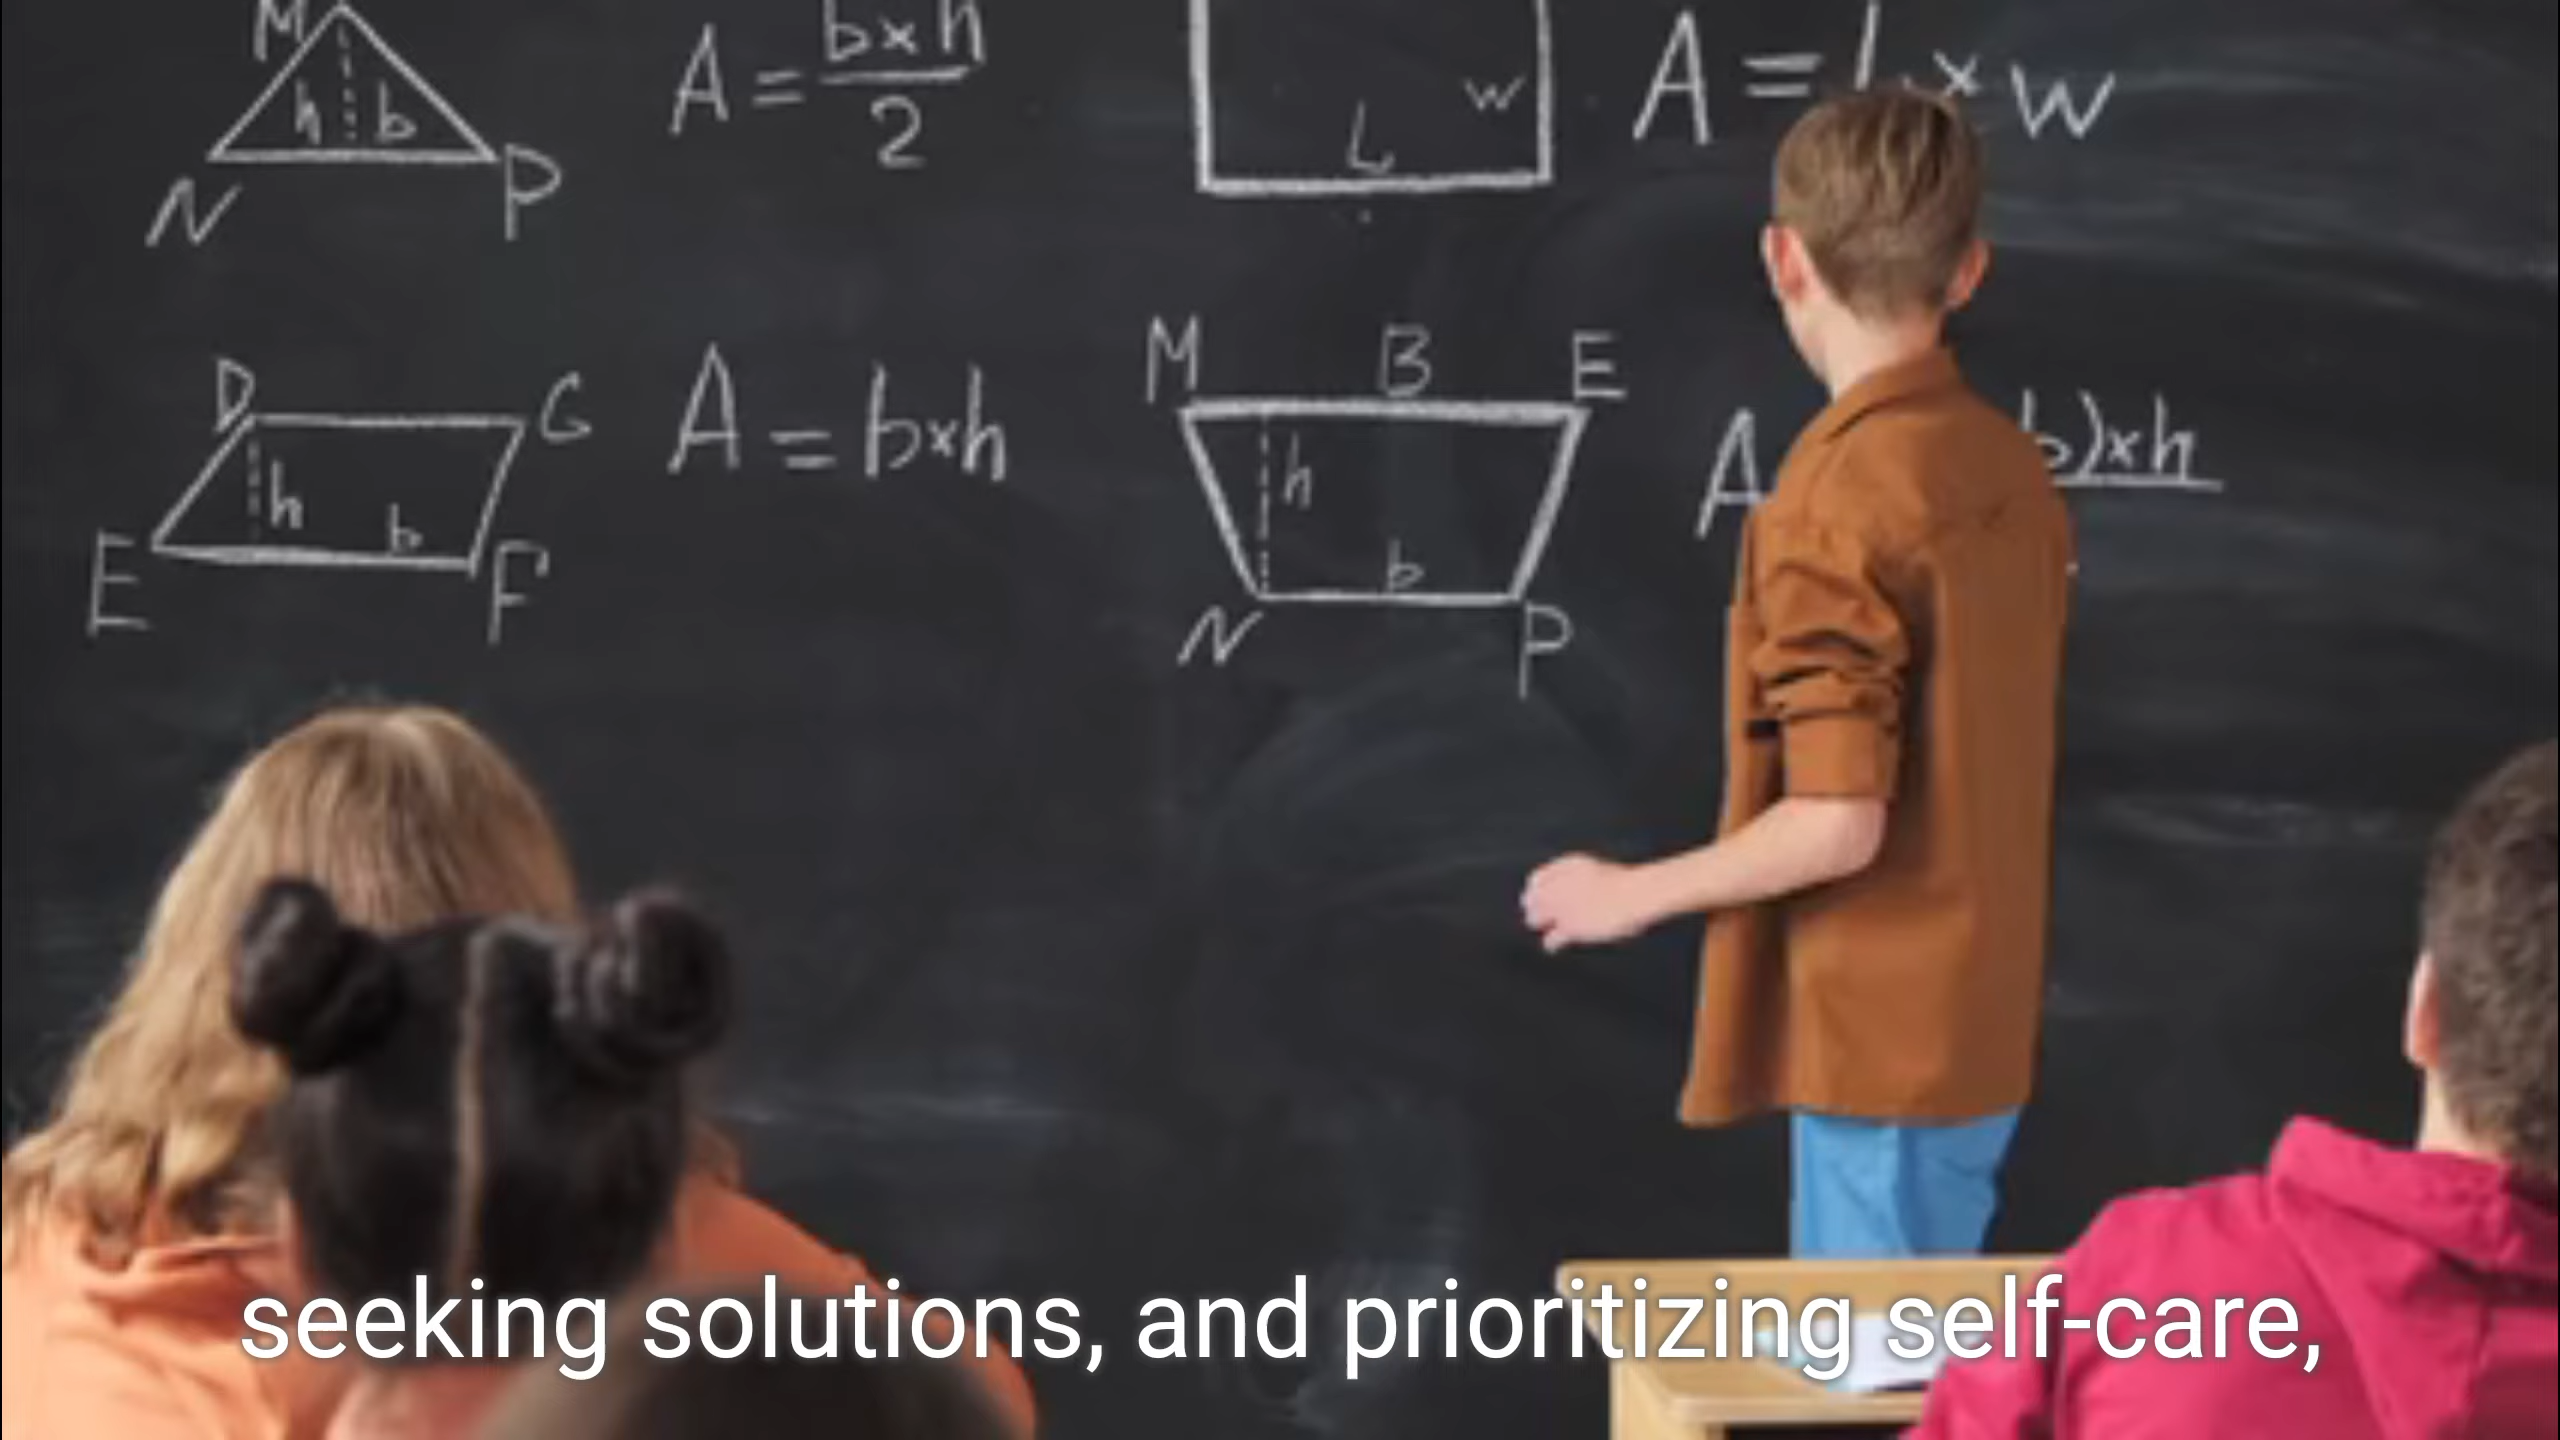 M
h b
N P
A = b×h
2
L w
A = L × w
D G
h b
E F
A = b×h
M B E
h
b
N P
A b)×h
seeking solutions, and prioritizing self-care,